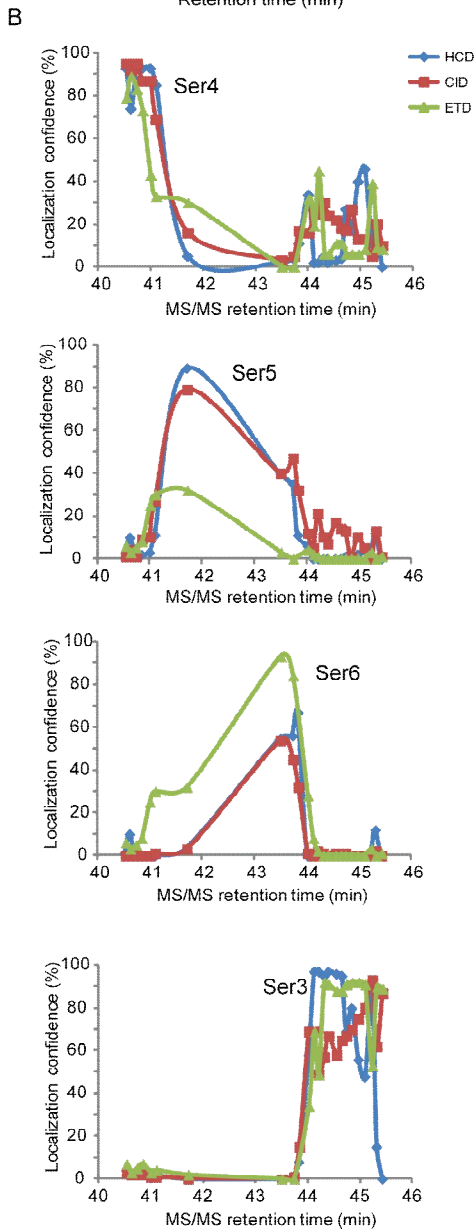 Retention time (min)
B
Localization confidence (%)
100
80
60
40
20
0
Ser4
HCD
CID
ETD
40 41 42 43 44 45 46
MS/MS retention time (min)
Localization confidence (%)
100
80
60
40
20
0
Ser5
40 41 42 43 44 45 46
MS/MS retention time (min)
Localization confidence (%)
100
80
60
40
20
0
Ser6
40 41 42 43 44 45 46
MS/MS retention time (min)
Localization confidence (%)
100
80
60
40
20
0
Ser3
40 41 42 43 44 45 46
MS/MS retention time (min)